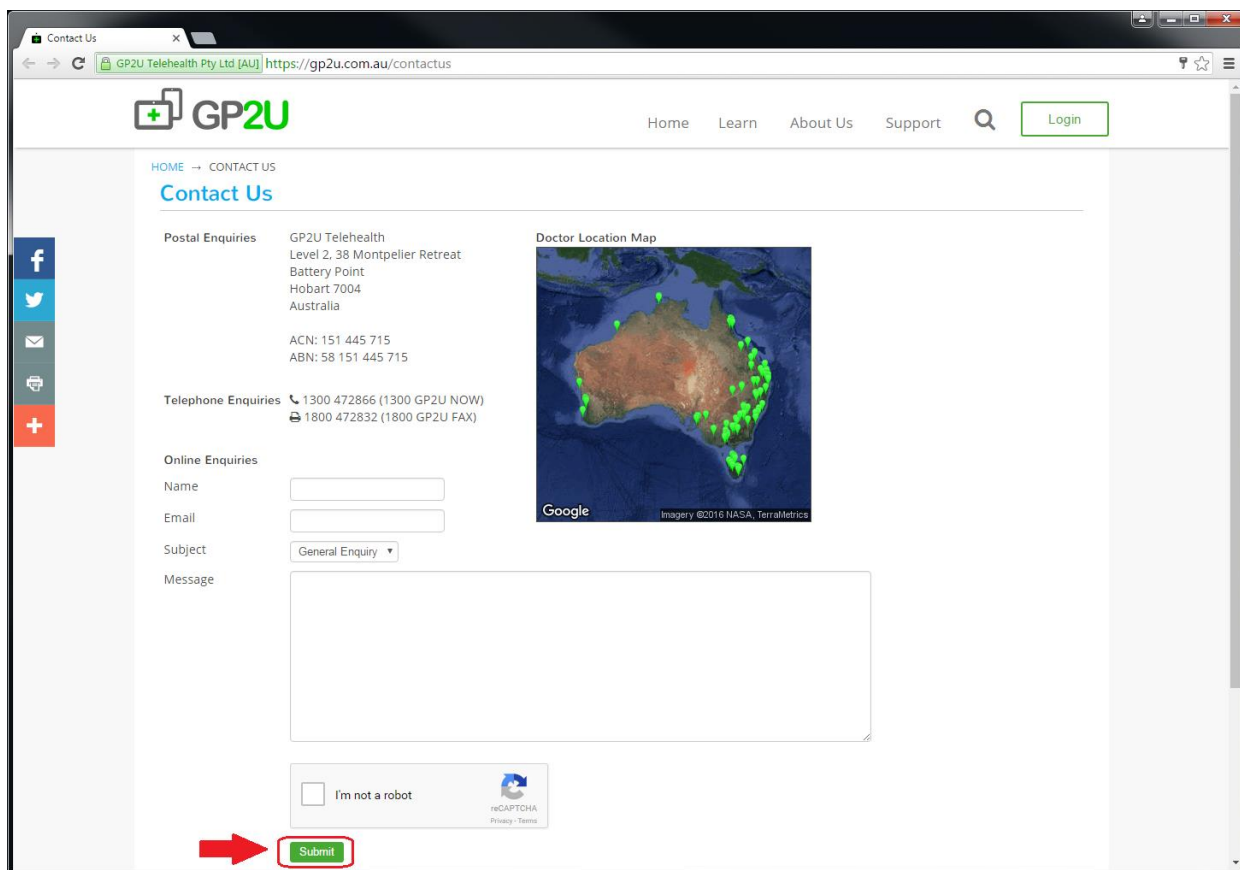 Contact Us
GP2U Telehealth Pty Ltd [AU] https://gp2u.com.au/contactus
GP2U
Home Learn About Us Support Login
HOME → CONTACT US
Contact Us
Postal Enquiries
GP2U Telehealth
Level 2, 38 Montpelier Retreat
Battery Point
Hobart 7004
Australia
ACN: 151 445 715
ABN: 58 151 445 715
Telephone Enquiries
1300 472866 (1300 GP2U NOW)
1800 472832 (1800 GP2U FAX)
Doctor Location Map
Google
Imagery ©2016 NASA, TerraMetrics
Online Enquiries
Name
Email
Subject
General Enquiry
Message
I'm not a robot
reCAPTCHA
Privacy - Terms
Submit